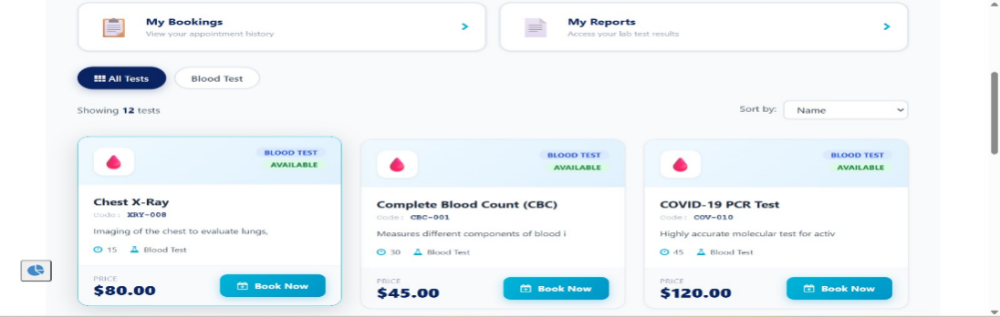 My Bookings
View your appointment history
My Reports
Access your lab test results
All Tests
Blood Test
Showing 12 tests
Sort by: Name
BLOOD TEST
AVAILABLE
Chest X-Ray
Code: XRY-008
Imaging of the chest to evaluate lungs,
15 Blood Test
PRICE
$80.00
Book Now
BLOOD TEST
AVAILABLE
Complete Blood Count (CBC)
Code: CBC-001
Measures different components of blood i
30 Blood Test
PRICE
$45.00
Book Now
BLOOD TEST
AVAILABLE
COVID-19 PCR Test
Code: COV-010
Highly accurate molecular test for activ
45 Blood Test
PRICE
$120.00
Book Now